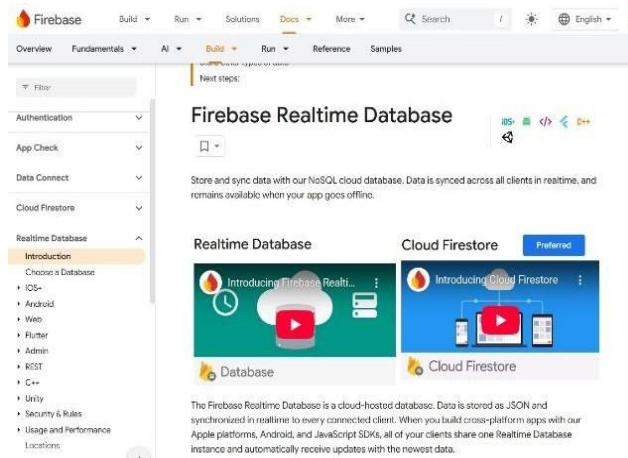 Firebase
Build
Run
Solutions
Docs
More
Search
/
English
Overview
Fundamentals
AI
Build
Run
Reference
Samples
Next steps:
Filter
Authentication
App Check
Data Connect
Cloud Firestore
Realtime Database
Introduction
Choose a Database
iOS+
Android
Web
Flutter
Admin
REST
C++
Unity
Security & Rules
Usage and Performance
Locations
Firebase Realtime Database
iOS+
</>
C++
Store and sync data with our NoSQL cloud database. Data is synced across all clients in realtime, and
remains available when your app goes offline.
Realtime Database
Introducing Firebase Realti...
Database
Cloud Firestore
Preferred
Introducing Cloud Firestore
Cloud Firestore
The Firebase Realtime Database is a cloud-hosted database. Data is stored as JSON and
synchronized in realtime to every connected client. When you build cross-platform apps with our
Apple platforms, Android, and JavaScript SDKs, all of your clients share one Realtime Database
instance and automatically receive updates with the newest data.